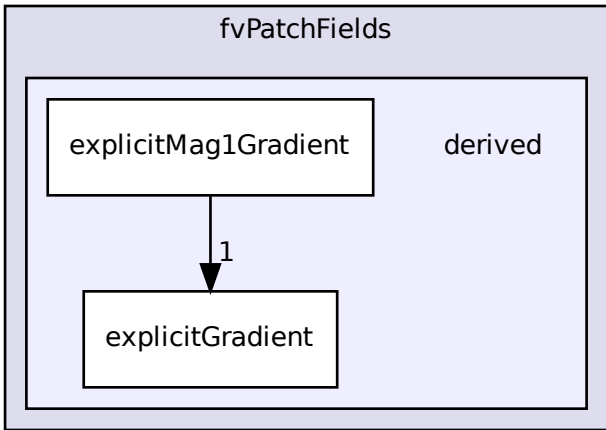 fvPatchFields
explicitMag1Gradient
derived
1
explicitGradient